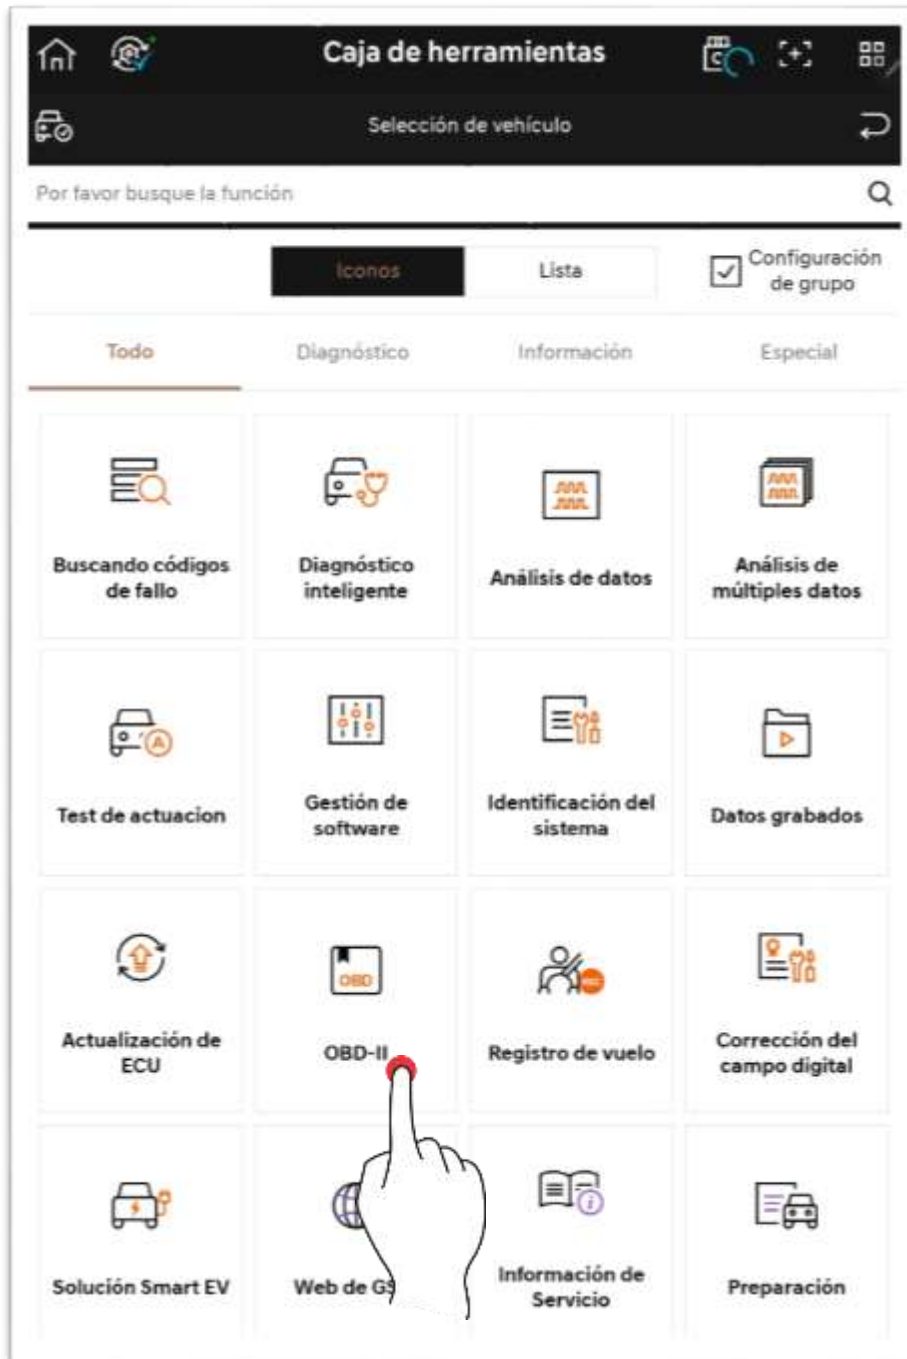 Caja de herramientas
Selección de vehículo
Por favor busque la función
Iconos
Lista
Configuración
de grupo
Todo
Diagnóstico
Información
Especial
Buscando códigos
de fallo
Diagnóstico
inteligente
Análisis de datos
Análisis de
múltiples datos
Test de actuacion
Gestión de
software
Identificación del
sistema
Datos grabados
OBD
Actualización de
ECU
OBD-II
Registro de vuelo
Corrección del
campo digital
Solución Smart EV
Web de
Información de
Servicio
Preparación